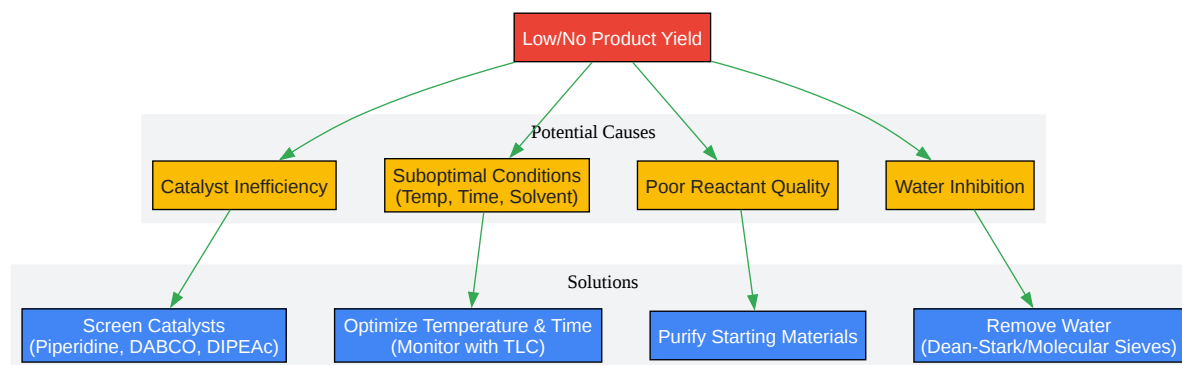 Low/No Product Yield
Potential Causes
Catalyst Inefficiency
Suboptimal Conditions
(Temp, Time, Solvent)
Poor Reactant Quality
Water Inhibition
Solutions
Screen Catalysts
(Piperidine, DABCO, DIPEAc)
Optimize Temperature & Time
(Monitor with TLC)
Purify Starting Materials
Remove Water
(Dean-Stark/Molecular Sieves)